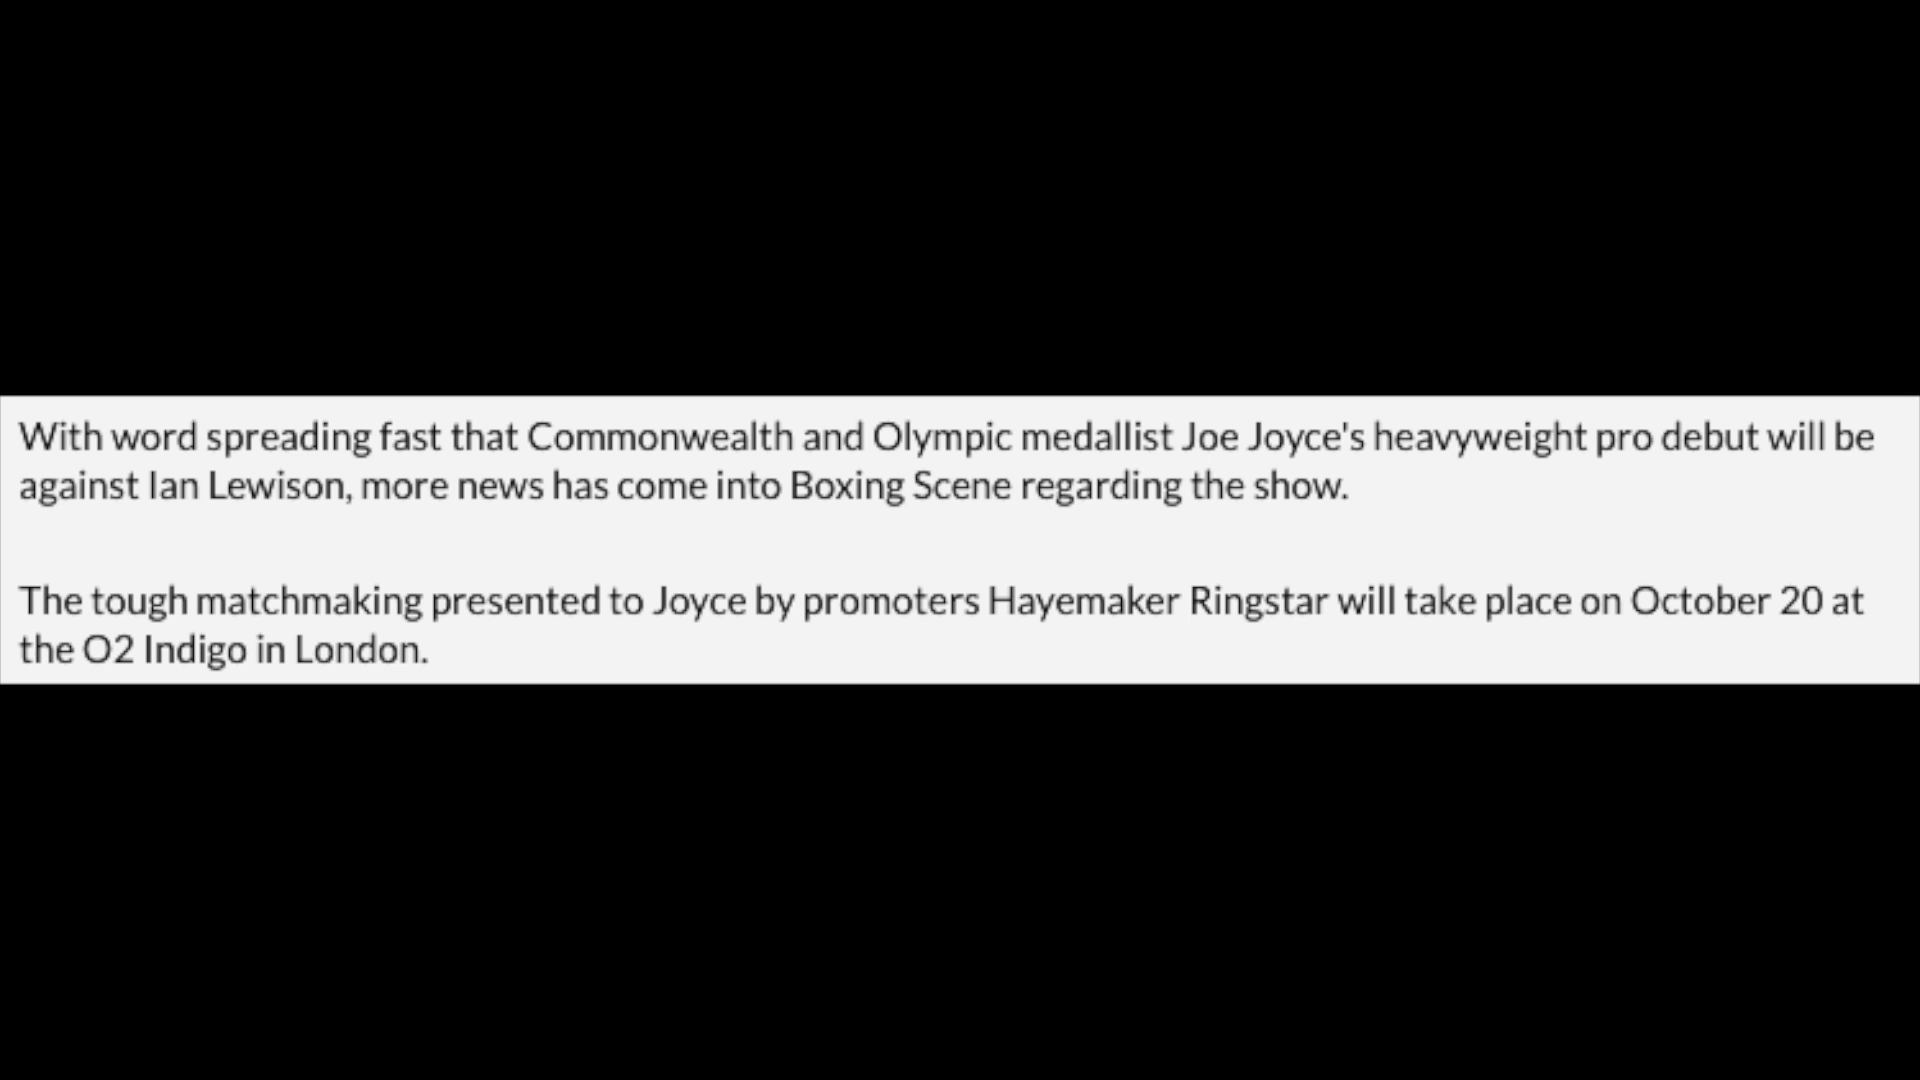 With word spreading fast that Commonwealth and Olympic medallist Joe Joyce's heavyweight pro debut will be
against Ian Lewison, more news has come into Boxing Scene regarding the show.
The tough matchmaking presented to Joyce by promoters Hayemaker Ringstar will take place on October 20 at
the O2 Indigo in London.